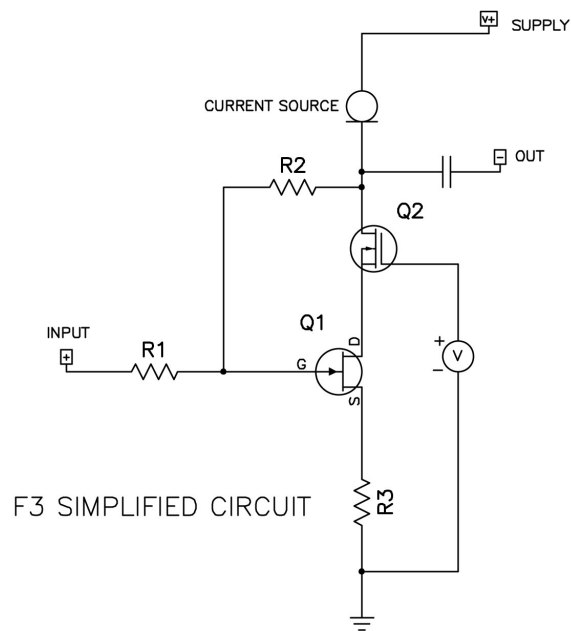 V+
SUPPLY
CURRENT SOURCE
OUT
−
R2
Q2
Q1
INPUT
+
R1
G
D
S
+
V
−
R3
F3 SIMPLIFIED CIRCUIT